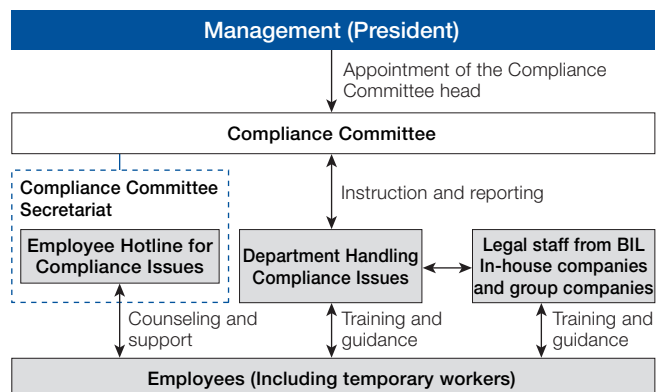 Management (President)
Appointment of the Compliance
Committee head
Compliance Committee
Compliance Committee
Secretariat
Instruction and reporting
Employee Hotline for
Compliance Issues
Department Handling
Compliance Issues
Legal staff from BIL
In-house companies
and group companies
Counseling and
support
Training and
guidance
Training and
guidance
Employees (Including temporary workers)